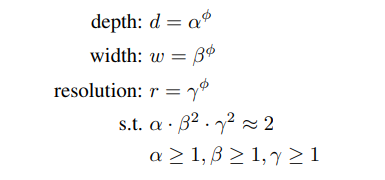 depth: d = α^ϕ
width: w = β^ϕ
resolution: r = γ^ϕ
s.t. α · β² · γ² ≈ 2
α ≥ 1, β ≥ 1, γ ≥ 1